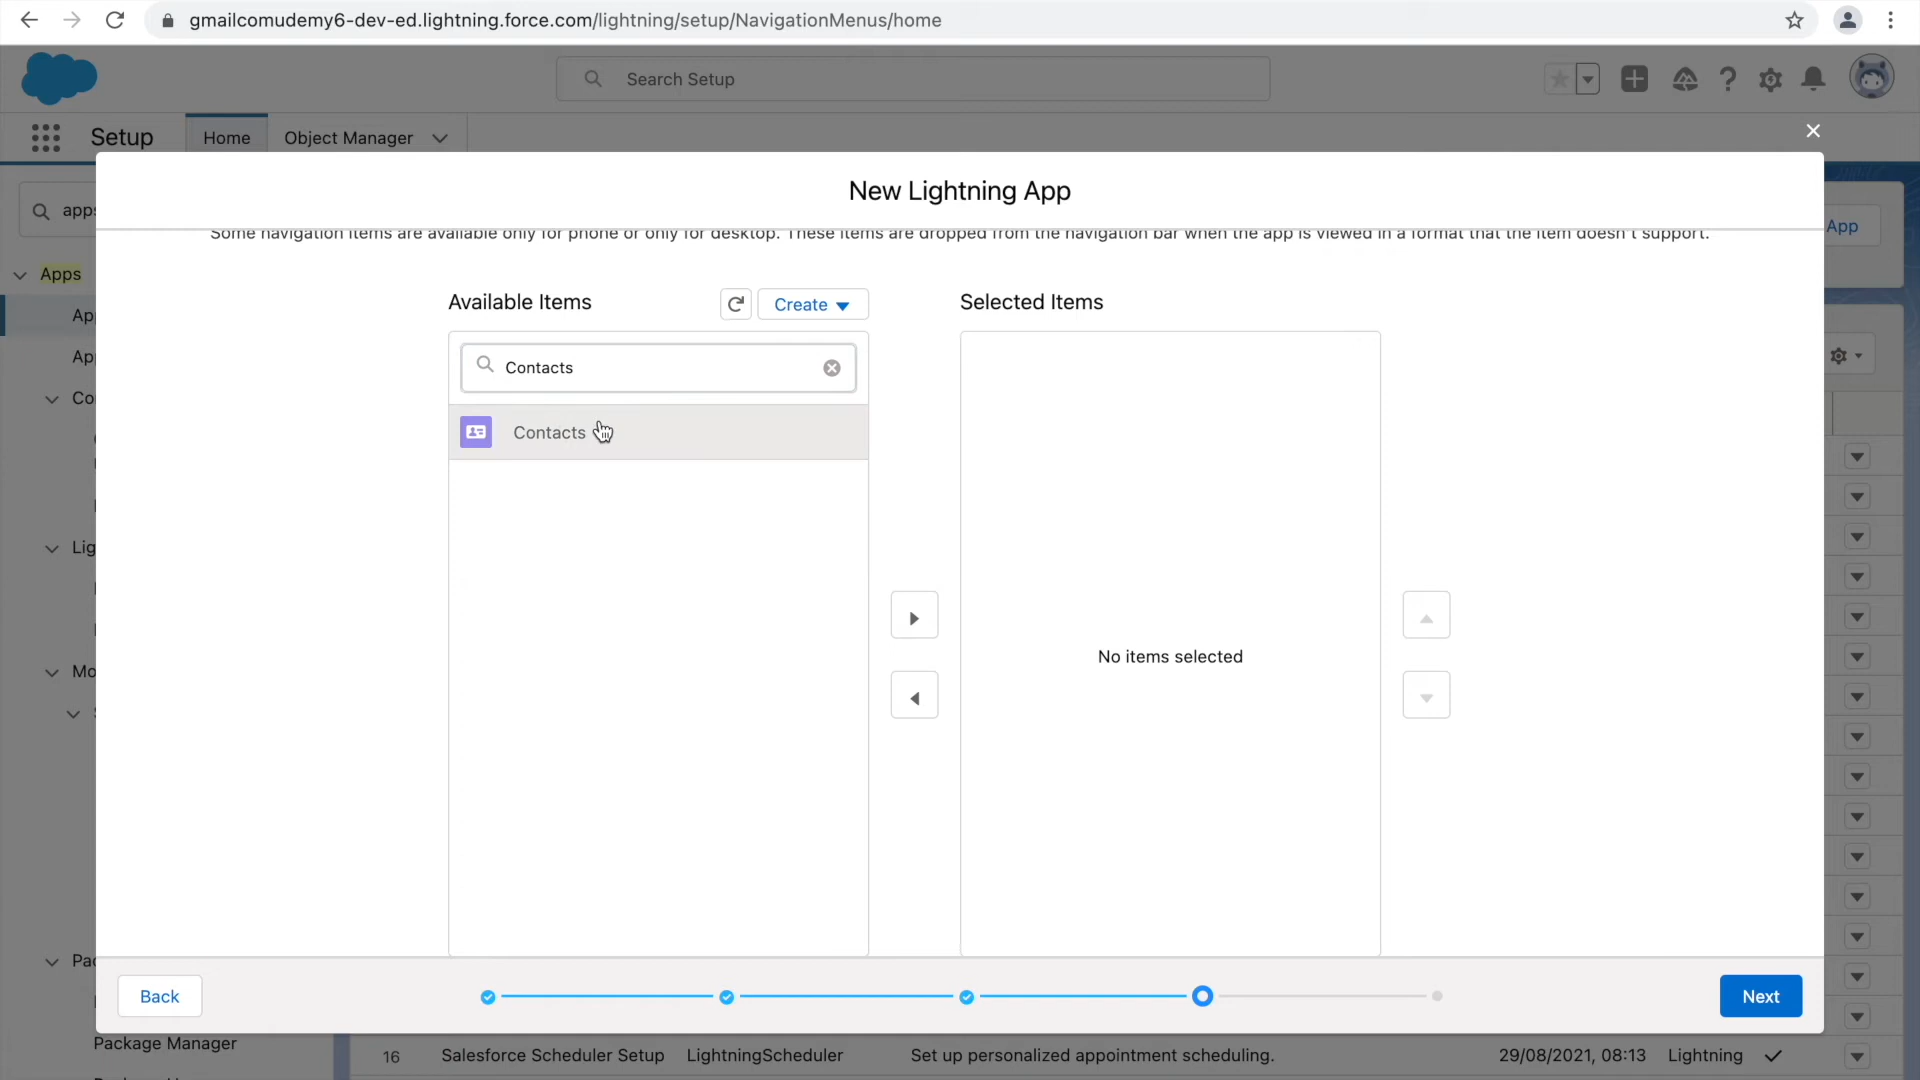 gmailcomudemy6-dev-ed.lightning.force.com/lightning/setup/NavigationMenus/home
Search Setup
Setup
Home
Object Manager
New Lightning App
apps
App
Some navigation items are available only for phone or only for desktop. These items are dropped from the navigation bar when the app is viewed in a format that the item doesn't support.
Apps
Available Items
Create
Selected Items
Ap
Contacts
Ap
Co
Contacts
Lig
No items selected
Mo
Pac
Back
Next
Package Manager
16 Salesforce Scheduler Setup LightningScheduler Set up personalized appointment scheduling. 29/08/2021, 08:13 Lightning